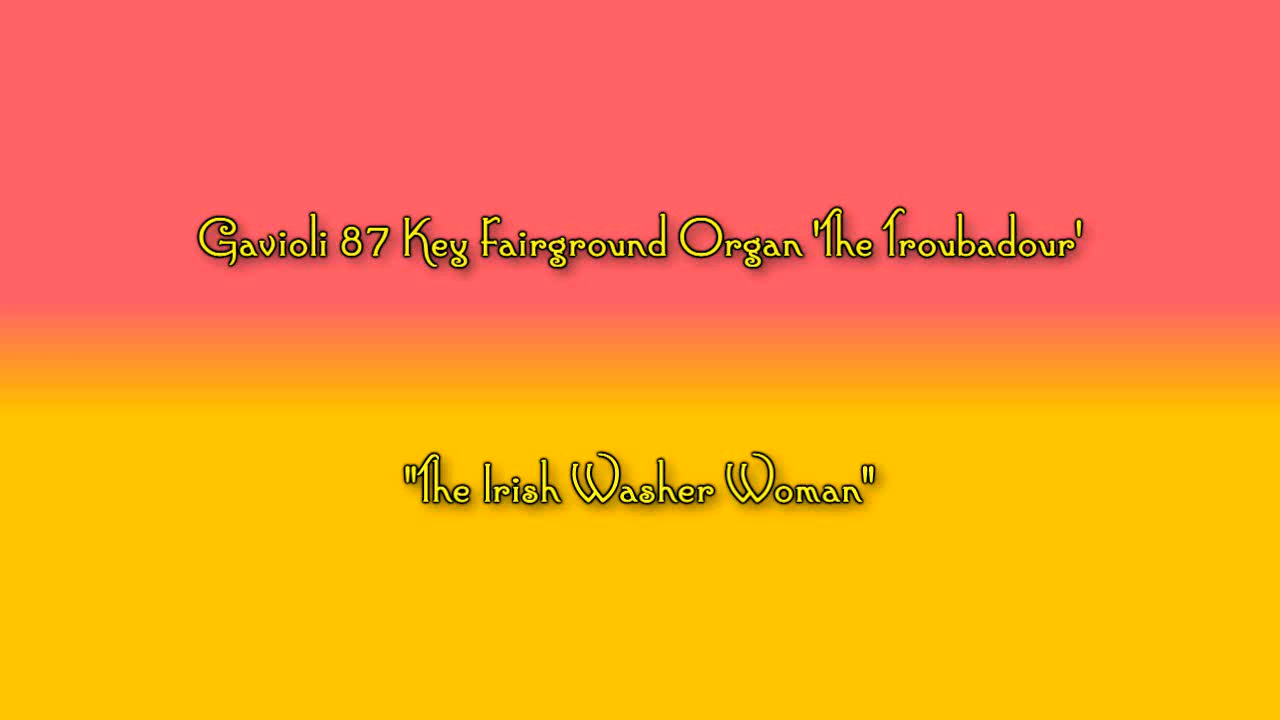 Gavioli 87 Key Fairground Organ 'The Troubadour'
"The Irish Washer Woman"